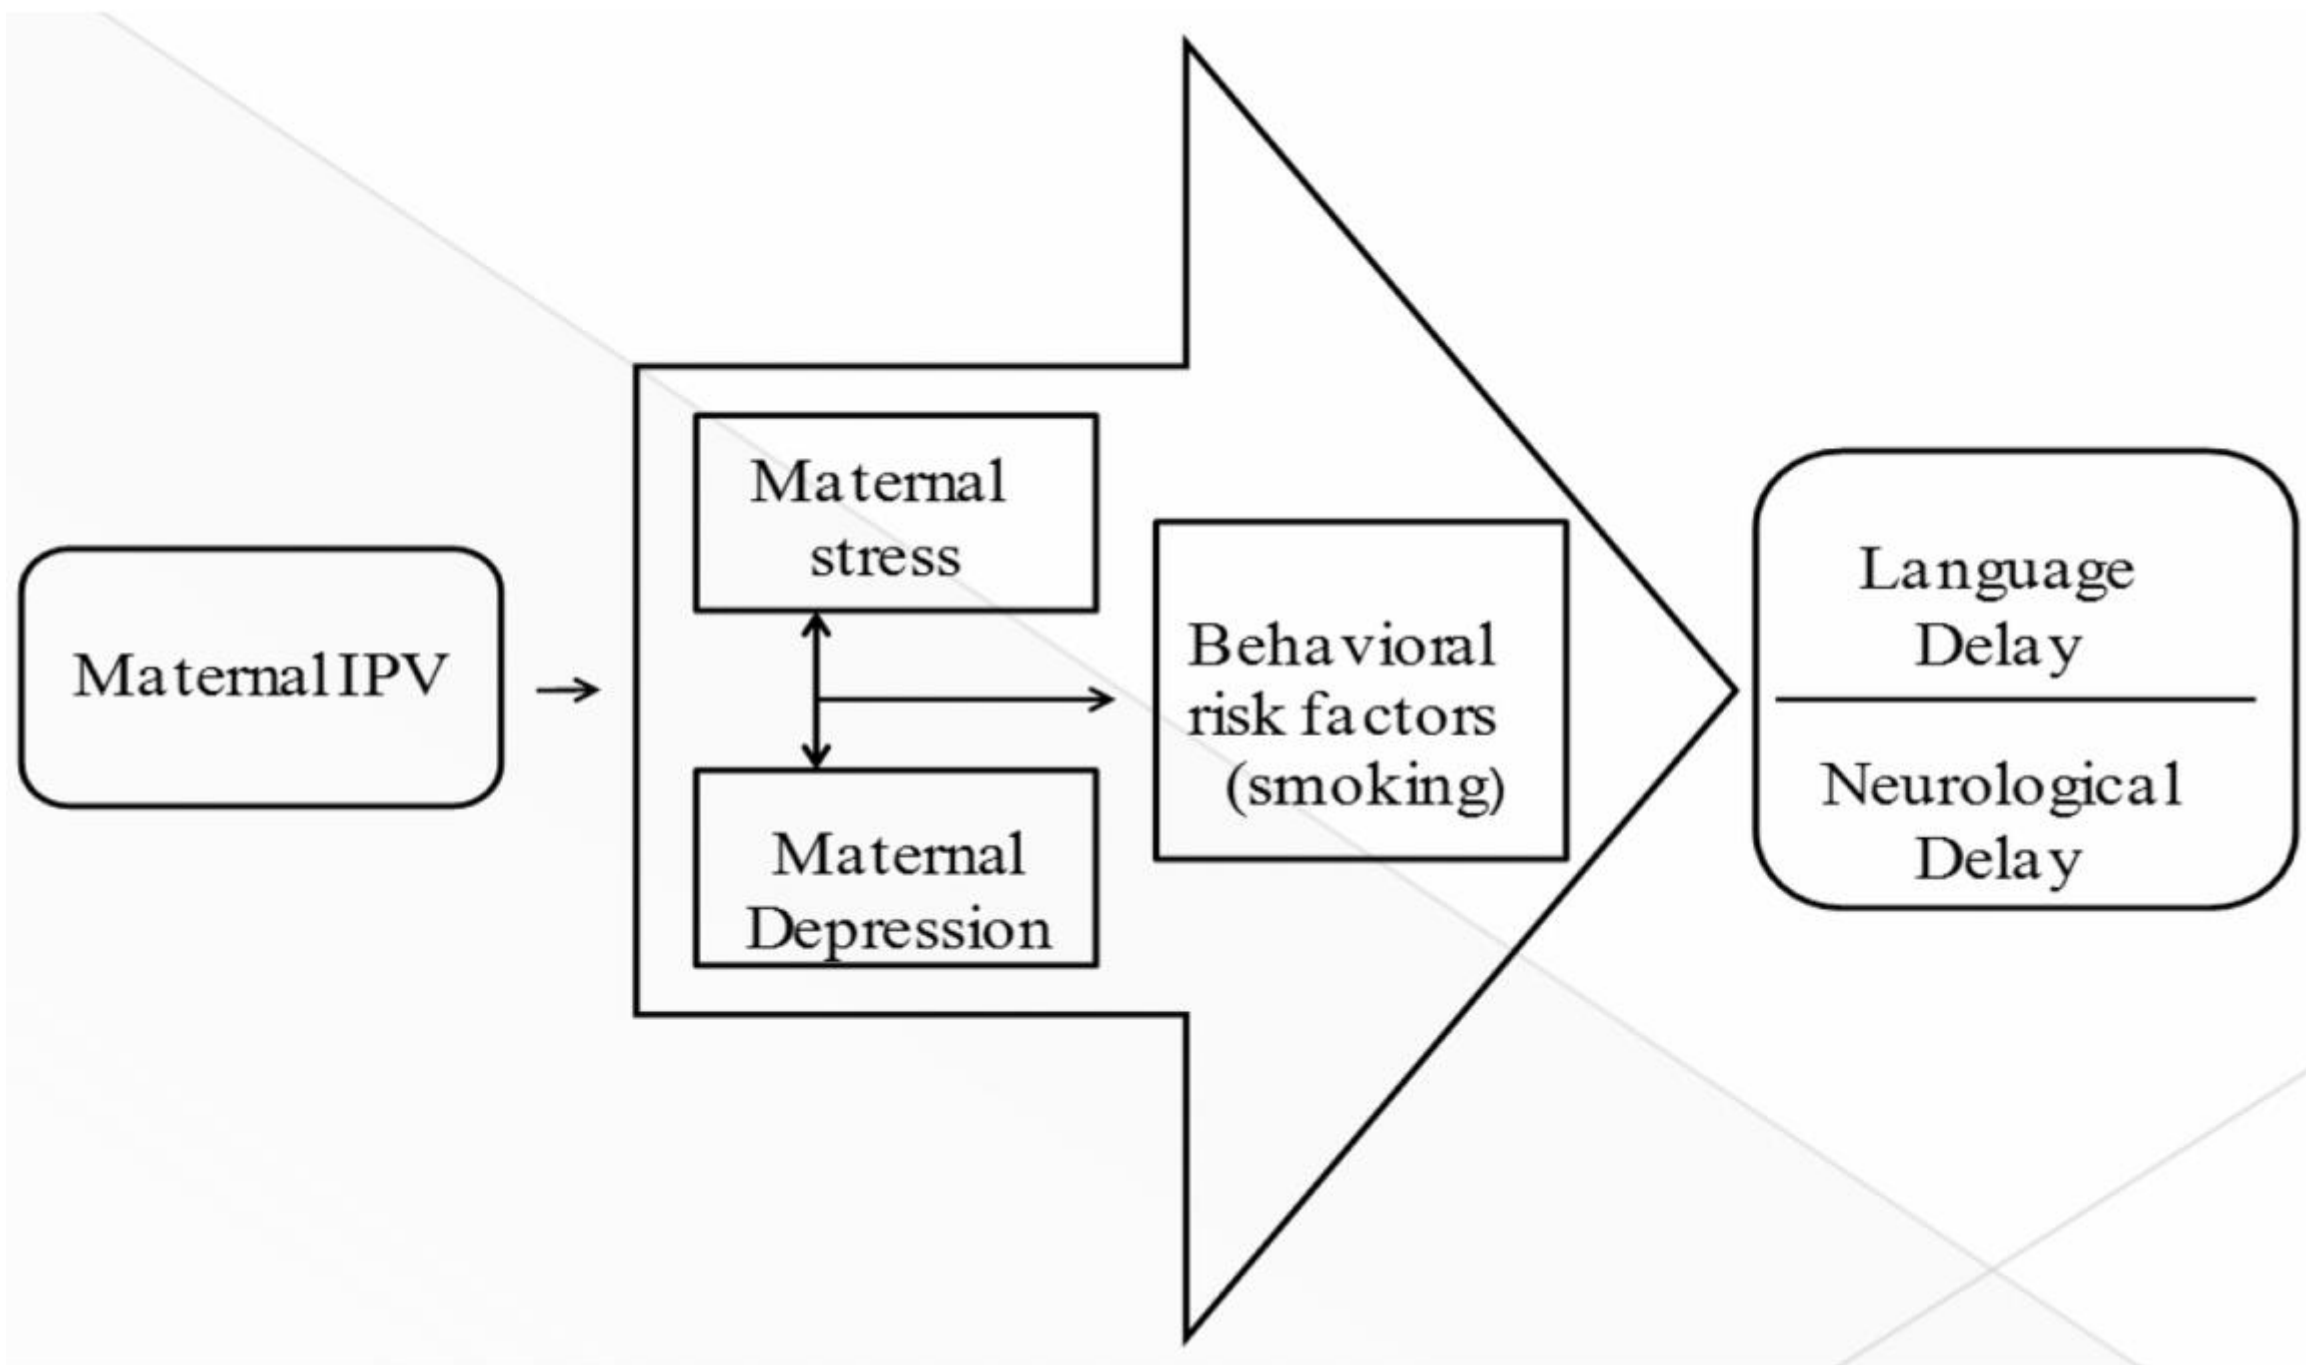 Maternal IPV
Maternal
stress
Maternal
Depression
Behavioral
risk factors
(smoking)
Language
Delay
Neurological
Delay